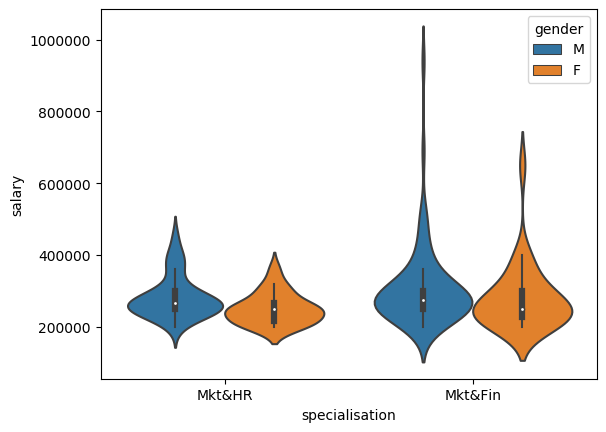 gender
M
F
1000000
800000
600000
400000
200000
salary
Mkt&HR
Mkt&Fin
specialisation